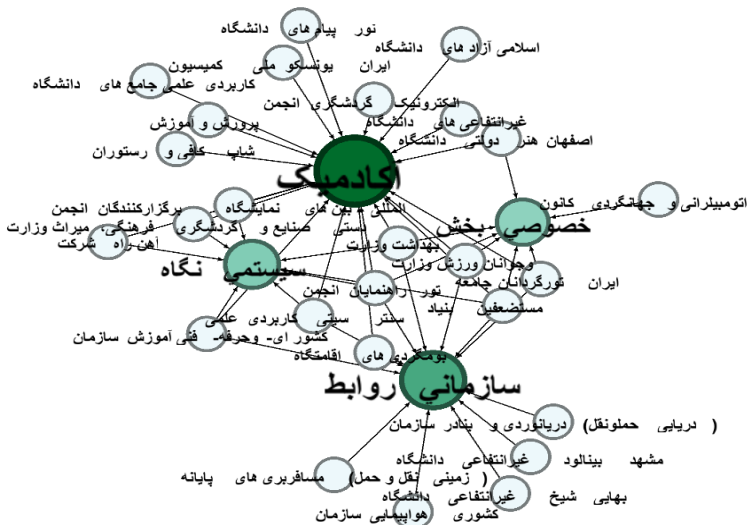 نور پیام های دانشگاه
اسلامی آزاد های دانشگاه
ایران یونسکو ملی کمیسیون
کاربردی علمی جامع های دانشگاه
الکترونیک گردشگری انجمن
غیرانتفاعی های دانشگاه
پرورش و آموزش
اصفهان هنر دولتی دانشگاه
شاپ کافی و رستوران
آکادمیک
اتومبیلرانی و جهانگردی کانون
المللی بین های نمایشگاه برگزارکنندگان انجمن
خصوصي بخش
دستی صنایع و گردشگری فرهنگی، میراث وزارت
آهن راه شرکت
بهداشت وزارت
سیستمي نگاه
وجوانان ورزش وزارت
ایران تورگردانان جامعه
تور راهنمایان انجمن
مستضعفین بنیاد
سنتر سیتی کاربردی علمی
کشور ای- وحرفه- فنی آموزش سازمان
بومگردی های اقامتگاه
سازماني روابط
( دریایی حملونقل) دریانوردی و بنادر سازمان
مشهد بینالود غیرانتفاعی دانشگاه
( زمینی نقل و حمل) مسافربری های پایانه
بهایی شیخ غیرانتفاعی دانشگاه
کشوری هواپیمایی سازمان